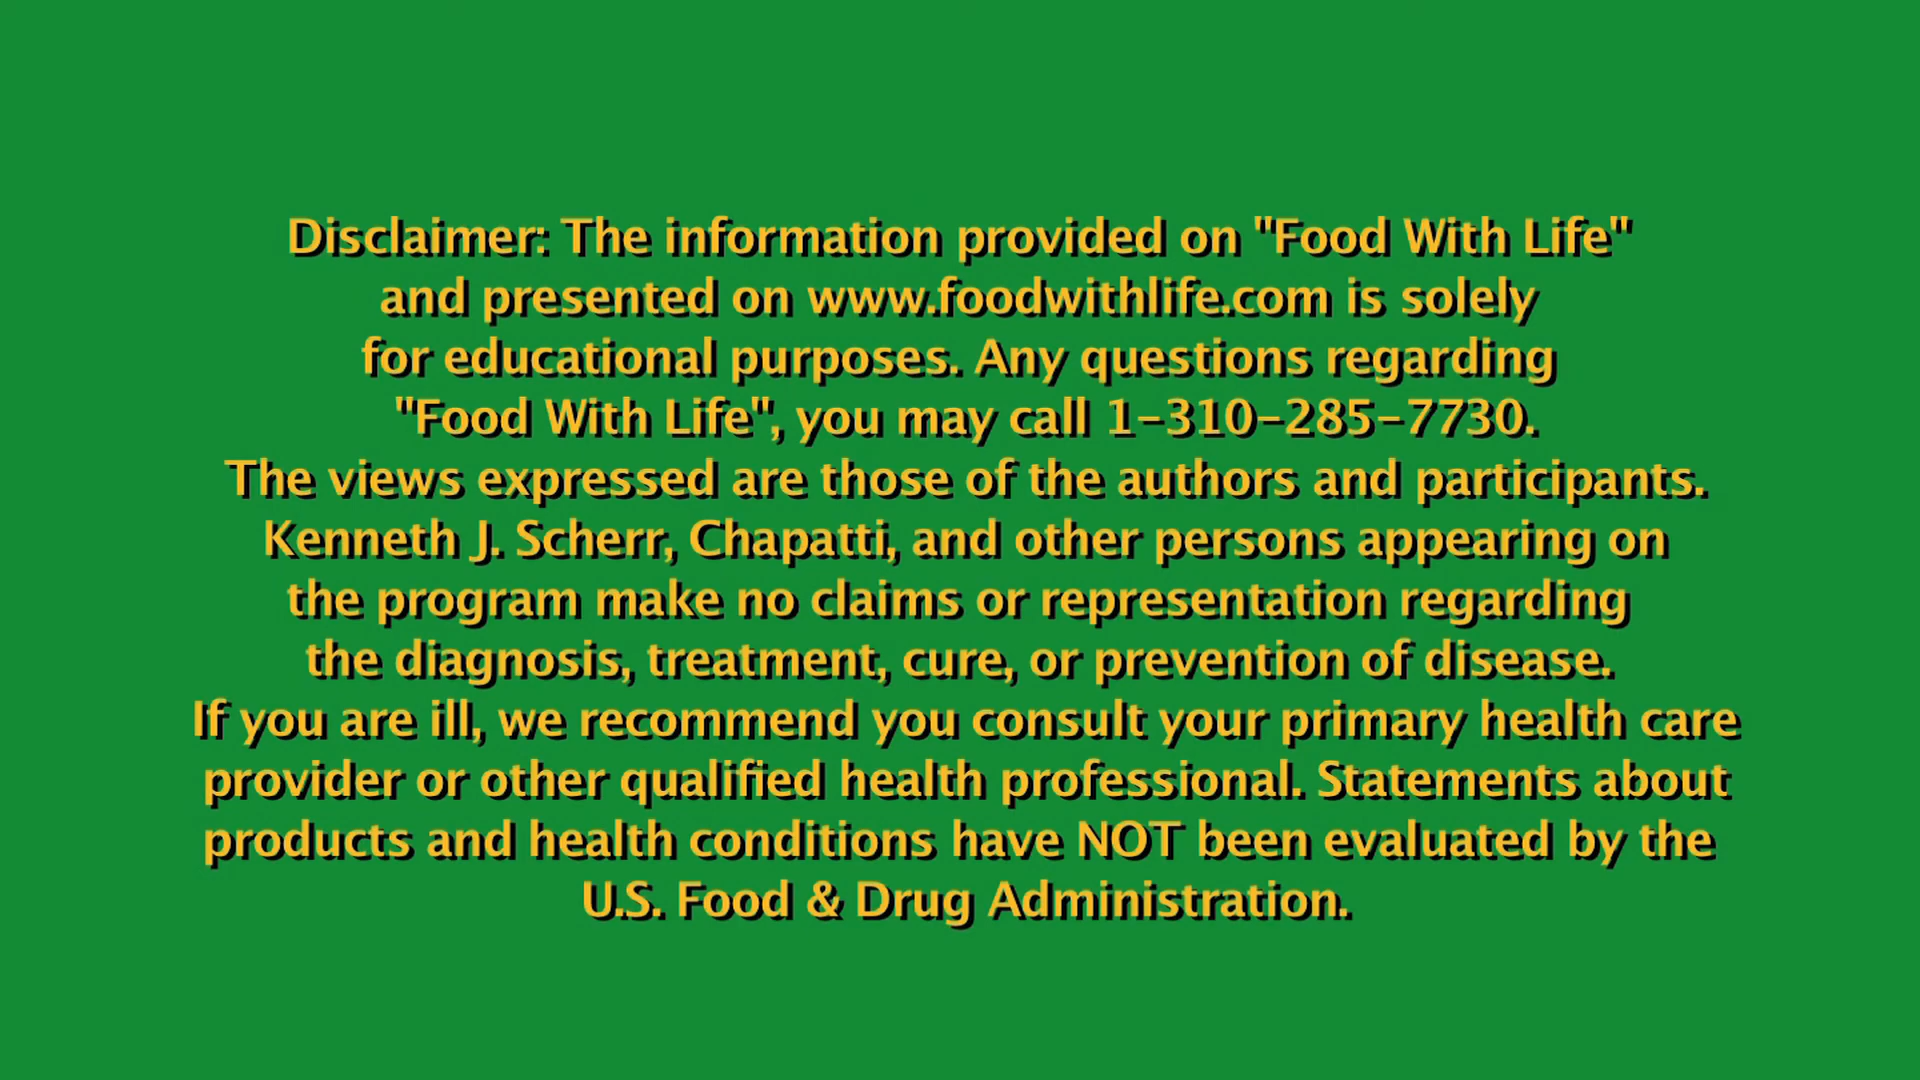 Disclaimer: The information provided on "Food With Life"
and presented on www.foodwithlife.com is solely
for educational purposes. Any questions regarding
"Food With Life", you may call 1-310-285-7730.
The views expressed are those of the authors and participants.
Kenneth J. Scherr, Chapatti, and other persons appearing on
the program make no claims or representation regarding
the diagnosis, treatment, cure, or prevention of disease.
If you are ill, we recommend you consult your primary health care
provider or other qualified health professional. Statements about
products and health conditions have NOT been evaluated by the
U.S. Food & Drug Administration.